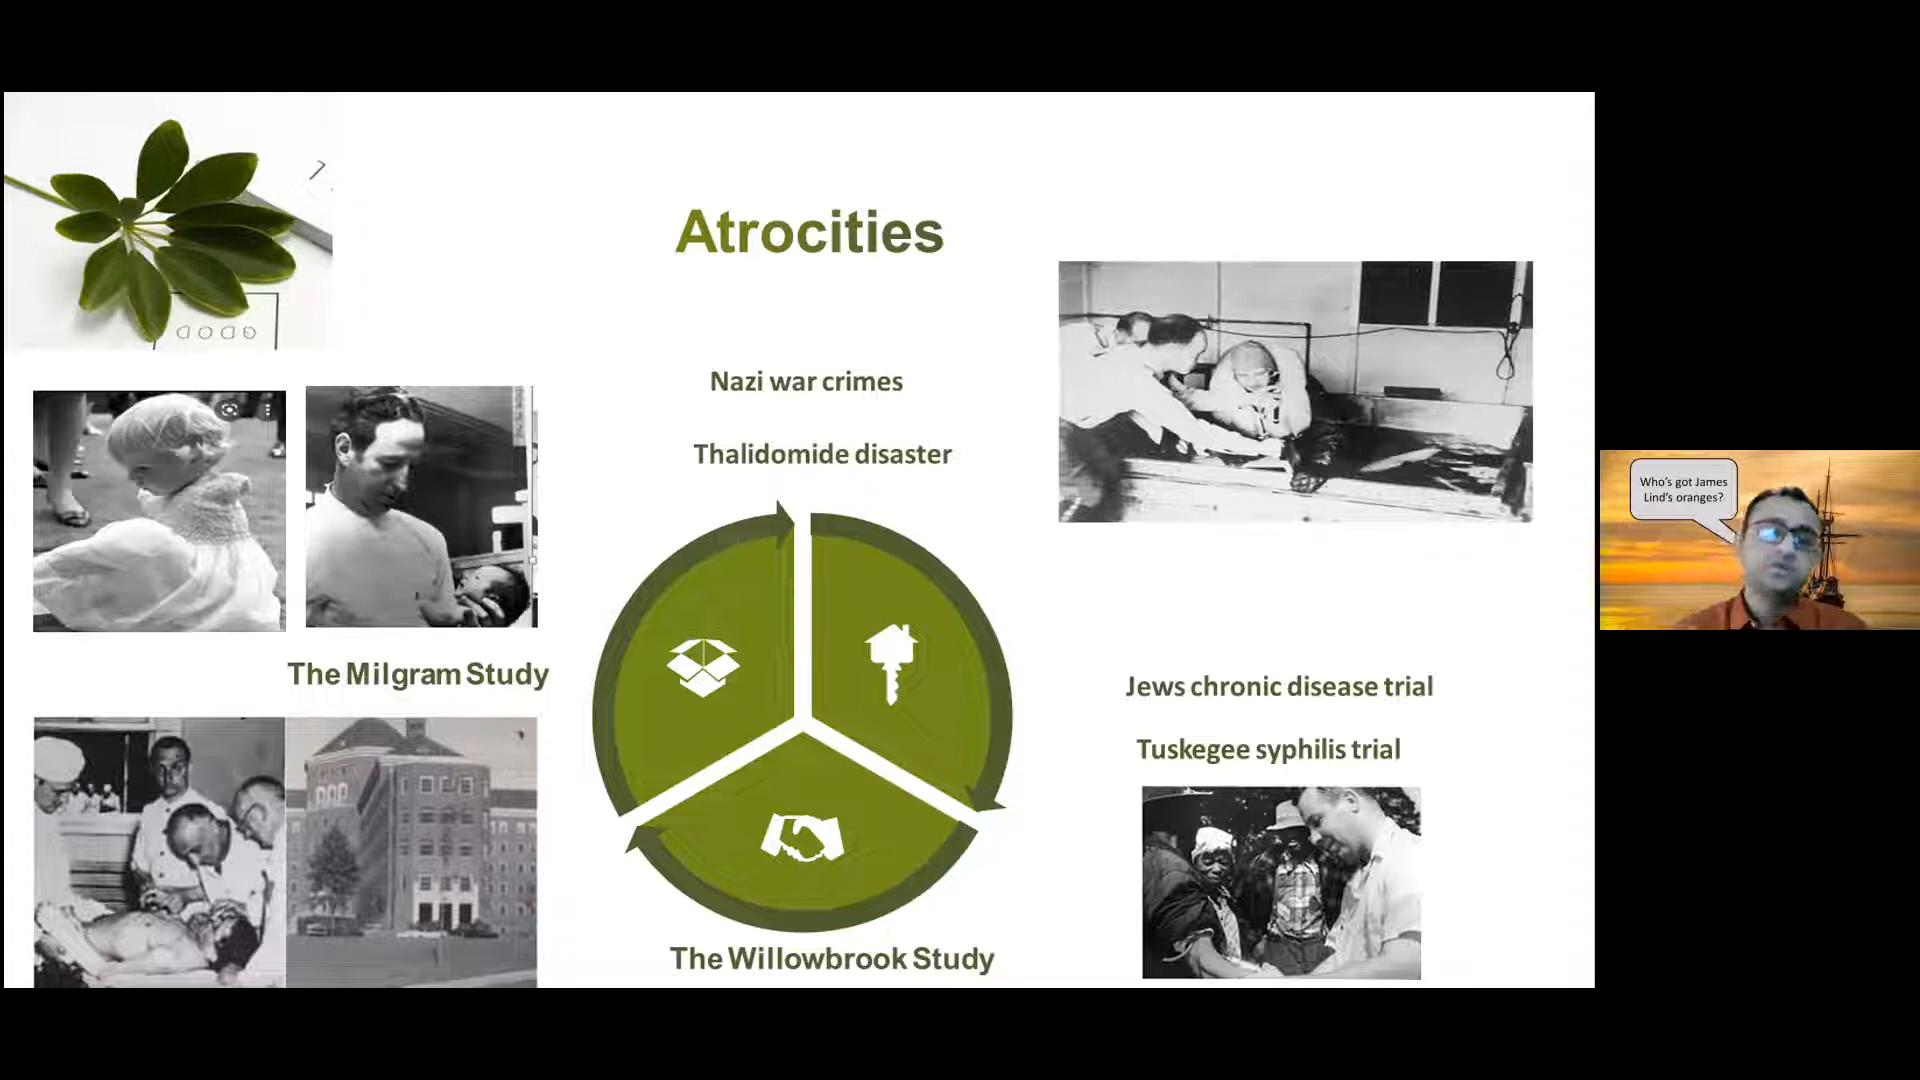 Atrocities
Nazi war crimes
Thalidomide disaster
Who's got James
Lind's oranges?
The Milgram Study
Jews chronic disease trial
Tuskegee syphilis trial
The Willowbrook Study